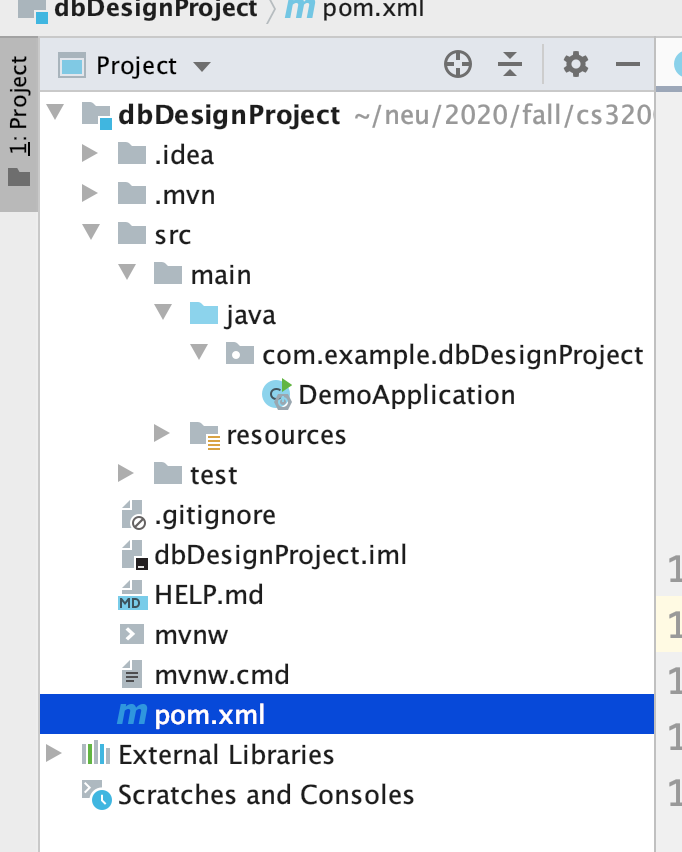 dbDesignProject 〉 m pom.xml
Project
1: Project
dbDesignProject ~/neu/2020/fall/cs320
.idea
.mvn
src
main
java
com.example.dbDesignProject
C DemoApplication
resources
test
.gitignore
dbDesignProject.iml
MD HELP.md
mvnw
mvnw.cmd
m pom.xml
External Libraries
Scratches and Consoles
1
1
1
1
1